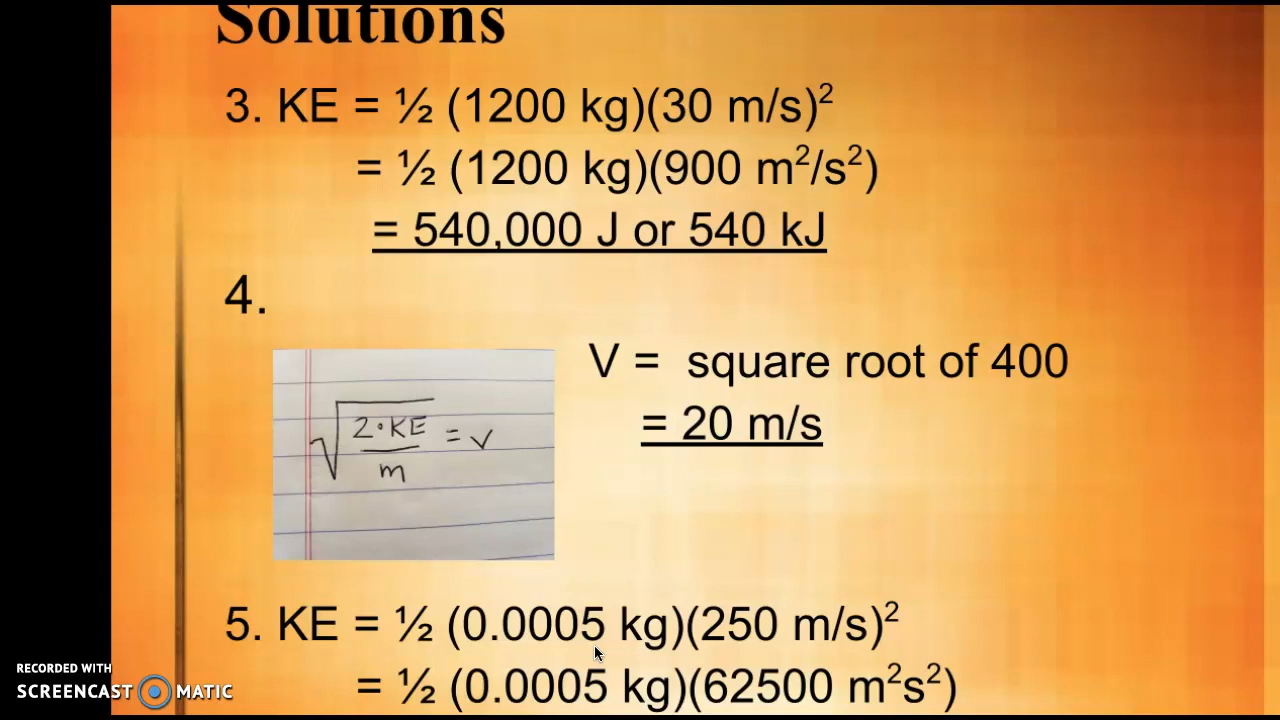 Solutions
3. KE = ½ (1200 kg)(30 m/s)²
= ½ (1200 kg)(900 m²/s²)
= 540,000 J or 540 kJ
4.
√(2·KE/m) = v
V = square root of 400
= 20 m/s
5. KE = ½ (0.0005 kg)(250 m/s)²
= ½ (0.0005 kg)(62500 m²s²)
RECORDED WITH
SCREENCAST MATIC